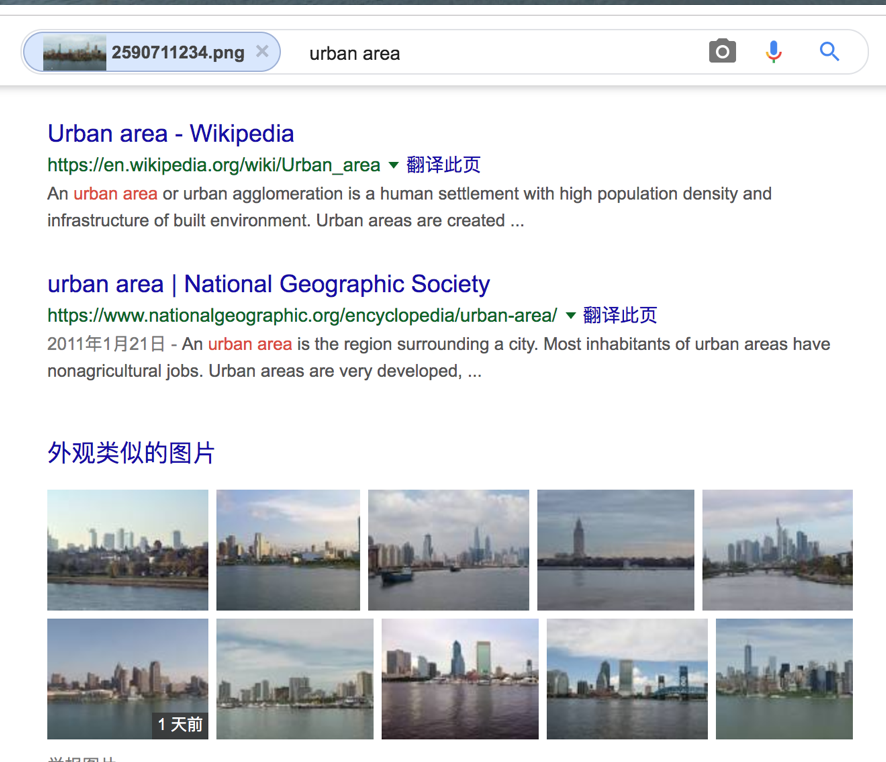 2590711234.png × urban area
Urban area - Wikipedia
https://en.wikipedia.org/wiki/Urban_area ▼ 翻译此页
An urban area or urban agglomeration is a human settlement with high population density and
infrastructure of built environment. Urban areas are created ...
urban area | National Geographic Society
https://www.nationalgeographic.org/encyclopedia/urban-area/ ▼ 翻译此页
2011年1月21日 - An urban area is the region surrounding a city. Most inhabitants of urban areas have
nonagricultural jobs. Urban areas are very developed, ...
外观类似的图片
1 天前